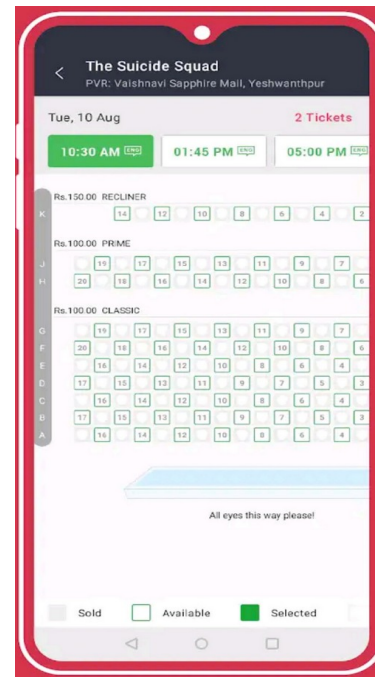 The Suicide Squad
PVR: Vaishnavi Sapphire Mall, Yeshwanthpur
Tue, 10 Aug 2 Tickets
10:30 AM ENG 01:45 PM ENG 05:00 PM ENG
Rs.150.00 RECLINER
K 14 12 10 8 6 4 2
Rs.100.00 PRIME
J 19 17 15 13 11 9 7
H 20 18 16 14 12 10 8 6
Rs.100.00 CLASSIC
G 19 17 15 13 11 9 7
F 20 18 16 14 12 10 8 6
E 16 14 12 10 8 6 4
D 17 15 13 11 9 7 5 3
C 16 14 12 10 8 6 4
B 17 15 13 11 9 7 5 3
A 16 14 12 10 8 6 4
All eyes this way please!
Sold Available Selected